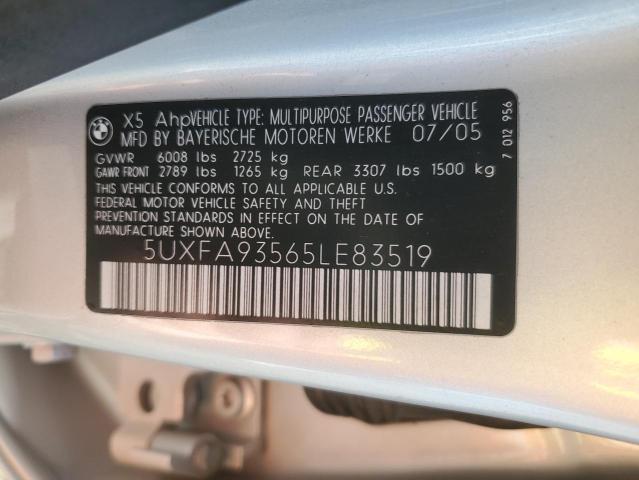 X5 Ahp VEHICLE TYPE: MULTIPURPOSE PASSENGER VEHICLE
MFD BY BAYERISCHE MOTOREN WERKE 07/05
GVWR 6008 lbs 2725 kg
GAWR FRONT 2789 lbs 1265 kg REAR 3307 lbs 1500 kg
THIS VEHICLE CONFORMS TO ALL APPLICABLE U.S.
FEDERAL MOTOR VEHICLE SAFETY AND THEFT
PREVENTION STANDARDS IN EFFECT ON THE DATE OF
MANUFACTURE SHOWN ABOVE.
5UXFA93565LE83519
7 012 956